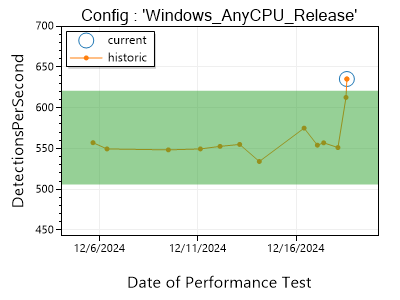 Config : 'Windows_AnyCPU_Release'
current
historic
700
650
600
550
500
450
DetectionsPerSecond
12/6/2024
12/11/2024
12/16/2024
Date of Performance Test